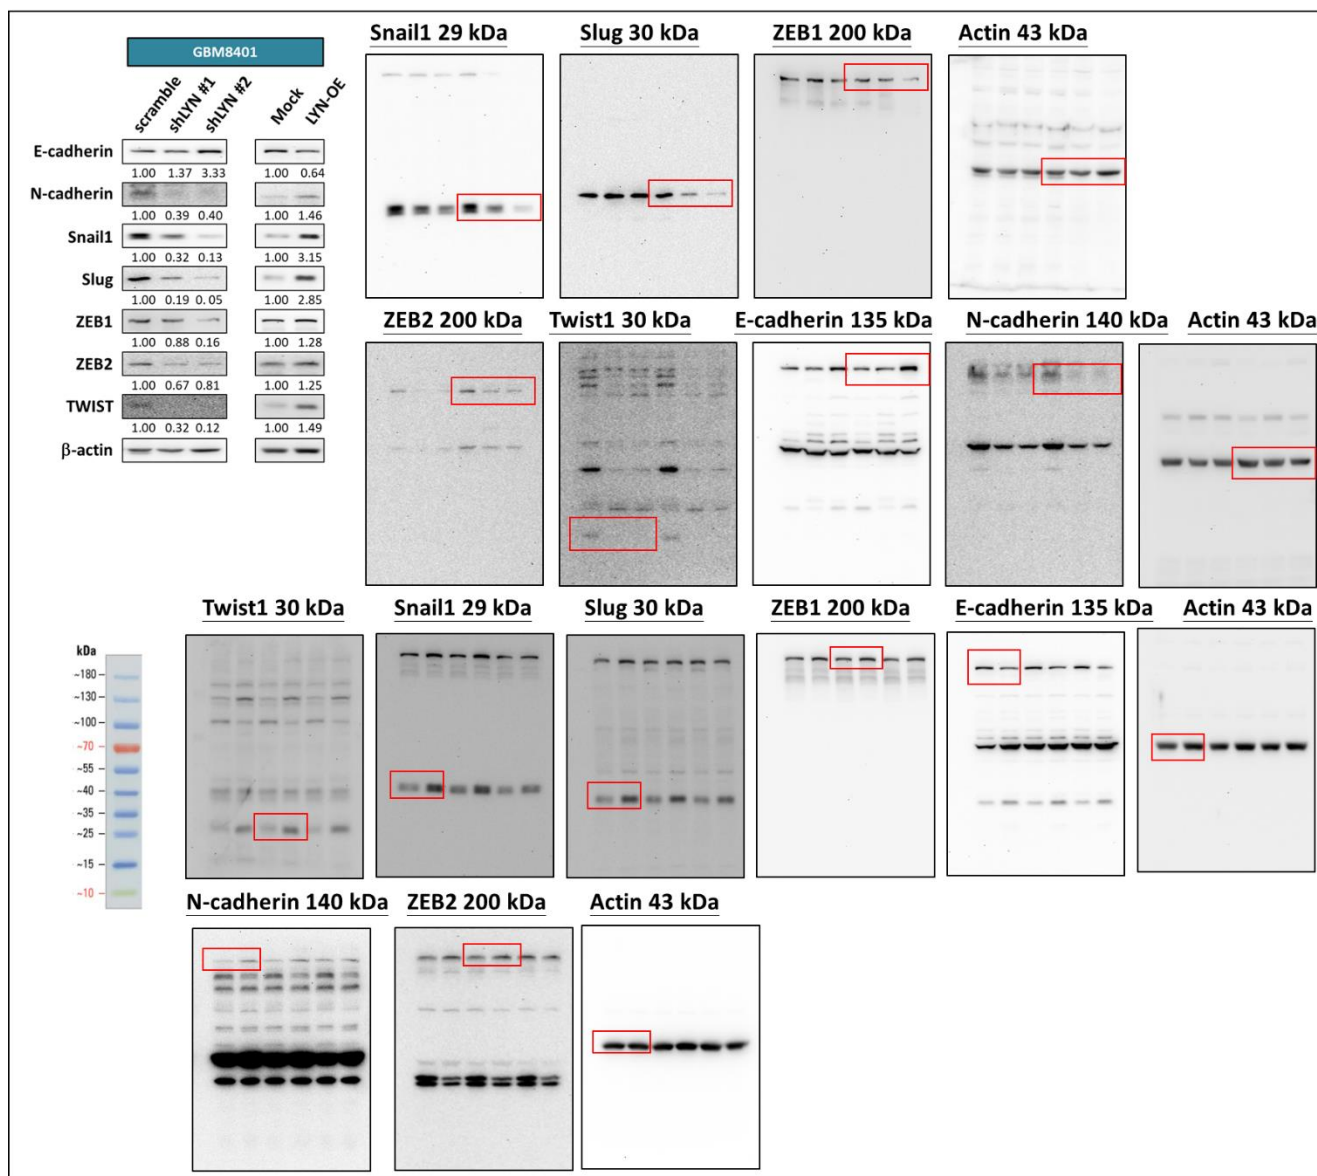 GBM8401
scramble shLYN #1 shLYN #2 Mock LYN-OE
E-cadherin
1.00 1.37 3.33 1.00 0.64
N-cadherin
1.00 0.39 0.40 1.00 1.46
Snail1
1.00 0.32 0.13 1.00 3.15
Slug
1.00 0.19 0.05 1.00 2.85
ZEB1
1.00 0.88 0.16 1.00 1.28
ZEB2
1.00 0.67 0.81 1.00 1.25
TWIST
1.00 0.32 0.12 1.00 1.49
β-actin
Snail1 29 kDa Slug 30 kDa ZEB1 200 kDa Actin 43 kDa
ZEB2 200 kDa Twist1 30 kDa E-cadherin 135 kDa N-cadherin 140 kDa Actin 43 kDa
Twist1 30 kDa Snail1 29 kDa Slug 30 kDa ZEB1 200 kDa E-cadherin 135 kDa Actin 43 kDa
kDa
~180
~130
~100
~70
~55
~40
~35
~25
~15
~10
N-cadherin 140 kDa ZEB2 200 kDa Actin 43 kDa